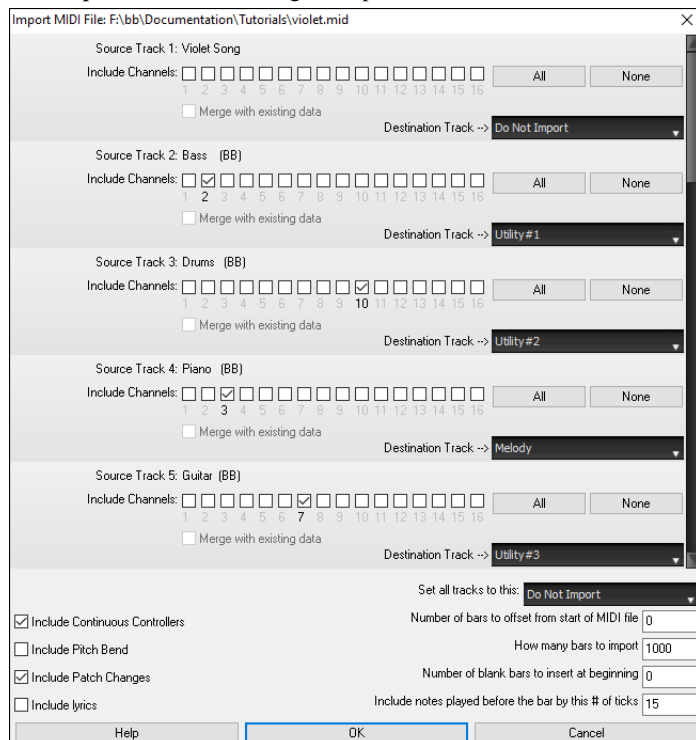 Import MIDI File: F:\bb\Documentation\Tutorials\violet.mid
Source Track 1: Violet Song
Include Channels: All None
1 2 3 4 5 6 7 8 9 10 11 12 13 14 15 16
Merge with existing data
Destination Track --> Do Not Import
Source Track 2: Bass (BB)
Include Channels: All None
1 2 3 4 5 6 7 8 9 10 11 12 13 14 15 16
Merge with existing data
Destination Track --> Utility#1
Source Track 3: Drums (BB)
Include Channels: All None
1 2 3 4 5 6 7 8 9 10 11 12 13 14 15 16
Merge with existing data
Destination Track --> Utility#2
Source Track 4: Piano (BB)
Include Channels: All None
1 2 3 4 5 6 7 8 9 10 11 12 13 14 15 16
Merge with existing data
Destination Track --> Melody
Source Track 5: Guitar (BB)
Include Channels: All None
1 2 3 4 5 6 7 8 9 10 11 12 13 14 15 16
Merge with existing data
Destination Track --> Utility#3
Set all tracks to this: Do Not Import
Include Continuous Controllers Number of bars to offset from start of MIDI file 0
Include Pitch Bend How many bars to import 1000
Include Patch Changes Number of blank bars to insert at beginning 0
Include lyrics Include notes played before the bar by this # of ticks 15
Help OK Cancel